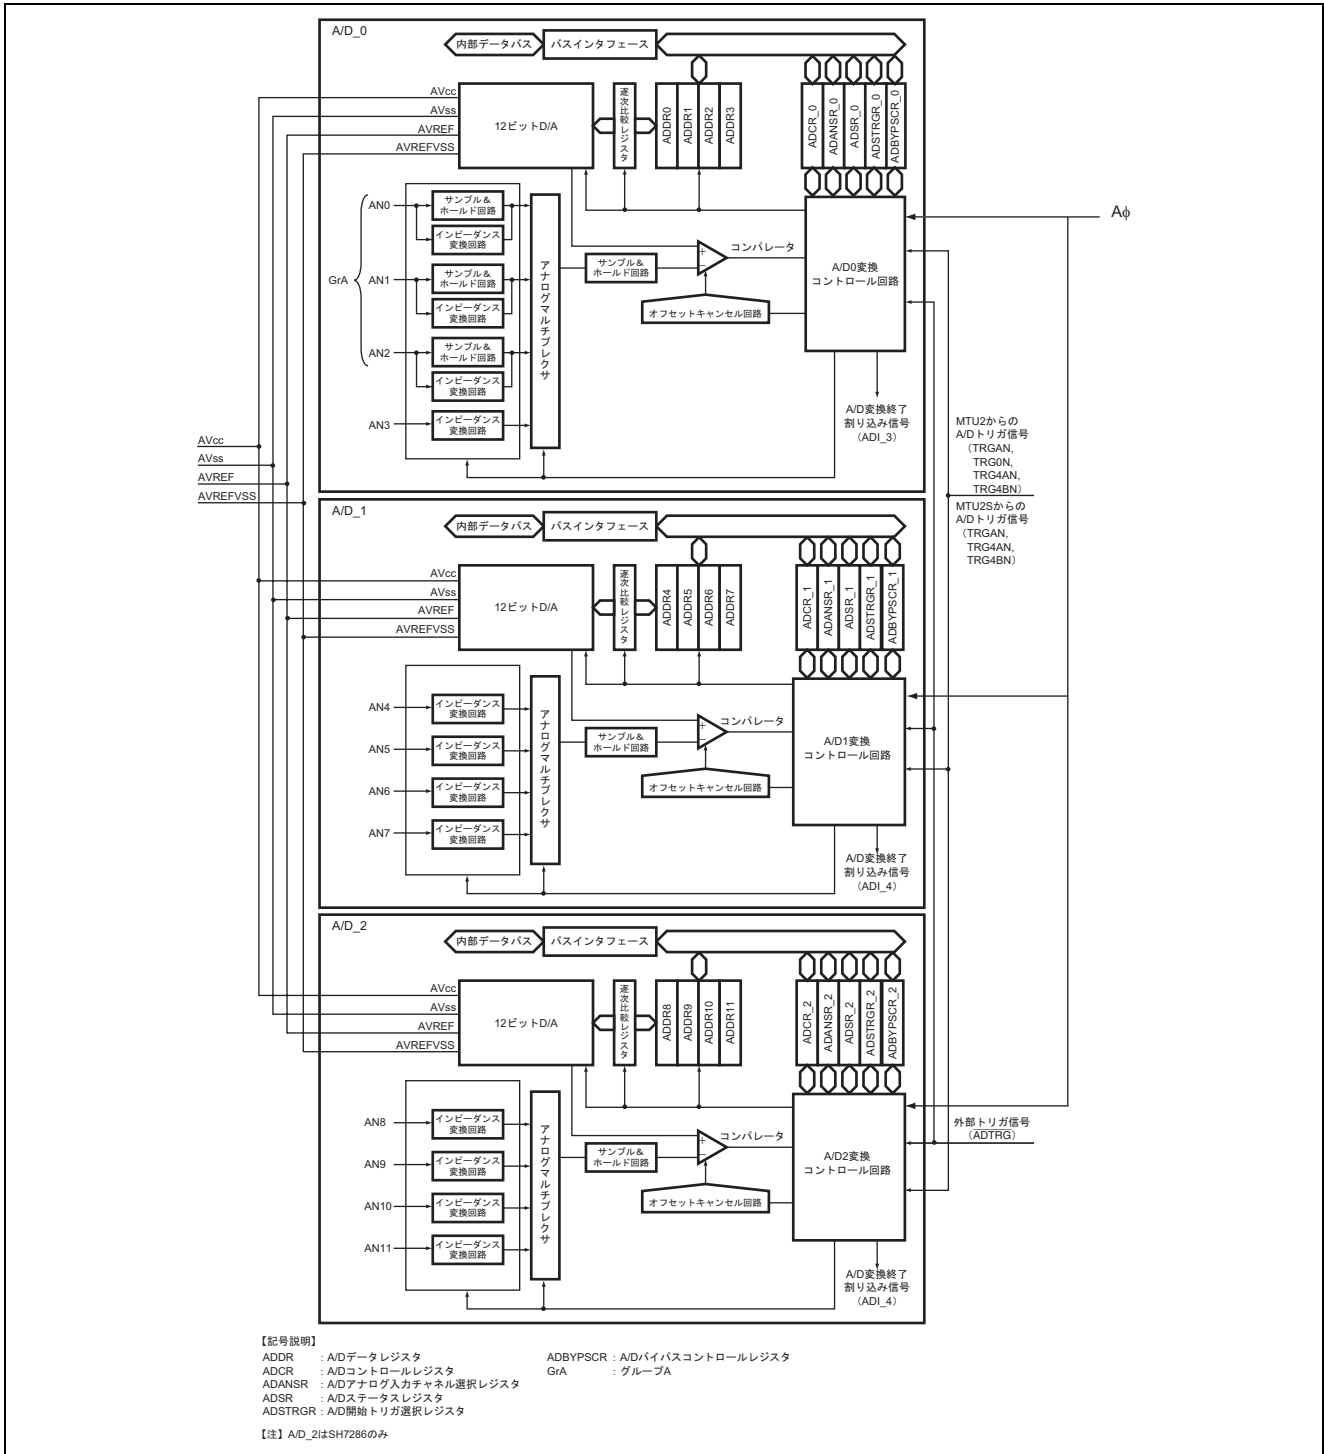 A/D_0
内部データバス
バスインタフェース
AVcc
AVss
AVREF
AVREFVSS
12ビットD/A
逐次比較レジスタ
ADDR0
ADDR1
ADDR2
ADDR3
ADCR_0
ADANSR_0
ADSR_0
ADSTRGR_0
ADBYPSCR_0
GrA
AN0
サンプル&
ホールド回路
インピーダンス
変換回路
AN1
サンプル&
ホールド回路
インピーダンス
変換回路
AN2
サンプル&
ホールド回路
インピーダンス
変換回路
AN3
インピーダンス
変換回路
アナログマルチプレクサ
サンプル&
ホールド回路
+
−
コンパレータ
オフセットキャンセル回路
A/D0変換
コントロール回路
Aφ
A/D変換終了
割り込み信号
(ADI_3)
AVcc
AVss
AVREF
AVREFVSS
MTU2からの
A/Dトリガ信号
(TRGAN,
TRG0N,
TRG4AN,
TRG4BN)
MTU2Sからの
A/Dトリガ信号
(TRGAN,
TRG4AN,
TRG4BN)
A/D_1
内部データバス
バスインタフェース
AVcc
AVss
AVREF
AVREFVSS
12ビットD/A
逐次比較レジスタ
ADDR4
ADDR5
ADDR6
ADDR7
ADCR_1
ADANSR_1
ADSR_1
ADSTRGR_1
ADBYPSCR_1
AN4
インピーダンス
変換回路
AN5
インピーダンス
変換回路
AN6
インピーダンス
変換回路
AN7
インピーダンス
変換回路
アナログマルチプレクサ
サンプル&
ホールド回路
+
−
コンパレータ
オフセットキャンセル回路
A/D1変換
コントロール回路
A/D変換終了
割り込み信号
(ADI_4)
A/D_2
内部データバス
バスインタフェース
AVcc
AVss
AVREF
AVREFVSS
12ビットD/A
逐次比較レジスタ
ADDR8
ADDR9
ADDR10
ADDR11
ADCR_2
ADANSR_2
ADSR_2
ADSTRGR_2
ADBYPSCR_2
AN8
インピーダンス
変換回路
AN9
インピーダンス
変換回路
AN10
インピーダンス
変換回路
AN11
インピーダンス
変換回路
アナログマルチプレクサ
サンプル&
ホールド回路
+
−
コンパレータ
オフセットキャンセル回路
A/D2変換
コントロール回路
外部トリガ信号
(ADTRG)
A/D変換終了
割り込み信号
(ADI_4)
【記号説明】
ADDR : A/Dデータレジスタ
ADCR : A/Dコントロールレジスタ
ADANSR : A/Dアナログ入力チャネル選択レジスタ
ADSR : A/Dステータスレジスタ
ADSTRGR : A/D開始トリガ選択レジスタ
ADBYPSCR : A/Dバイパスコントロールレジスタ
GrA : グループA
【注】A/D_2はSH7286のみ